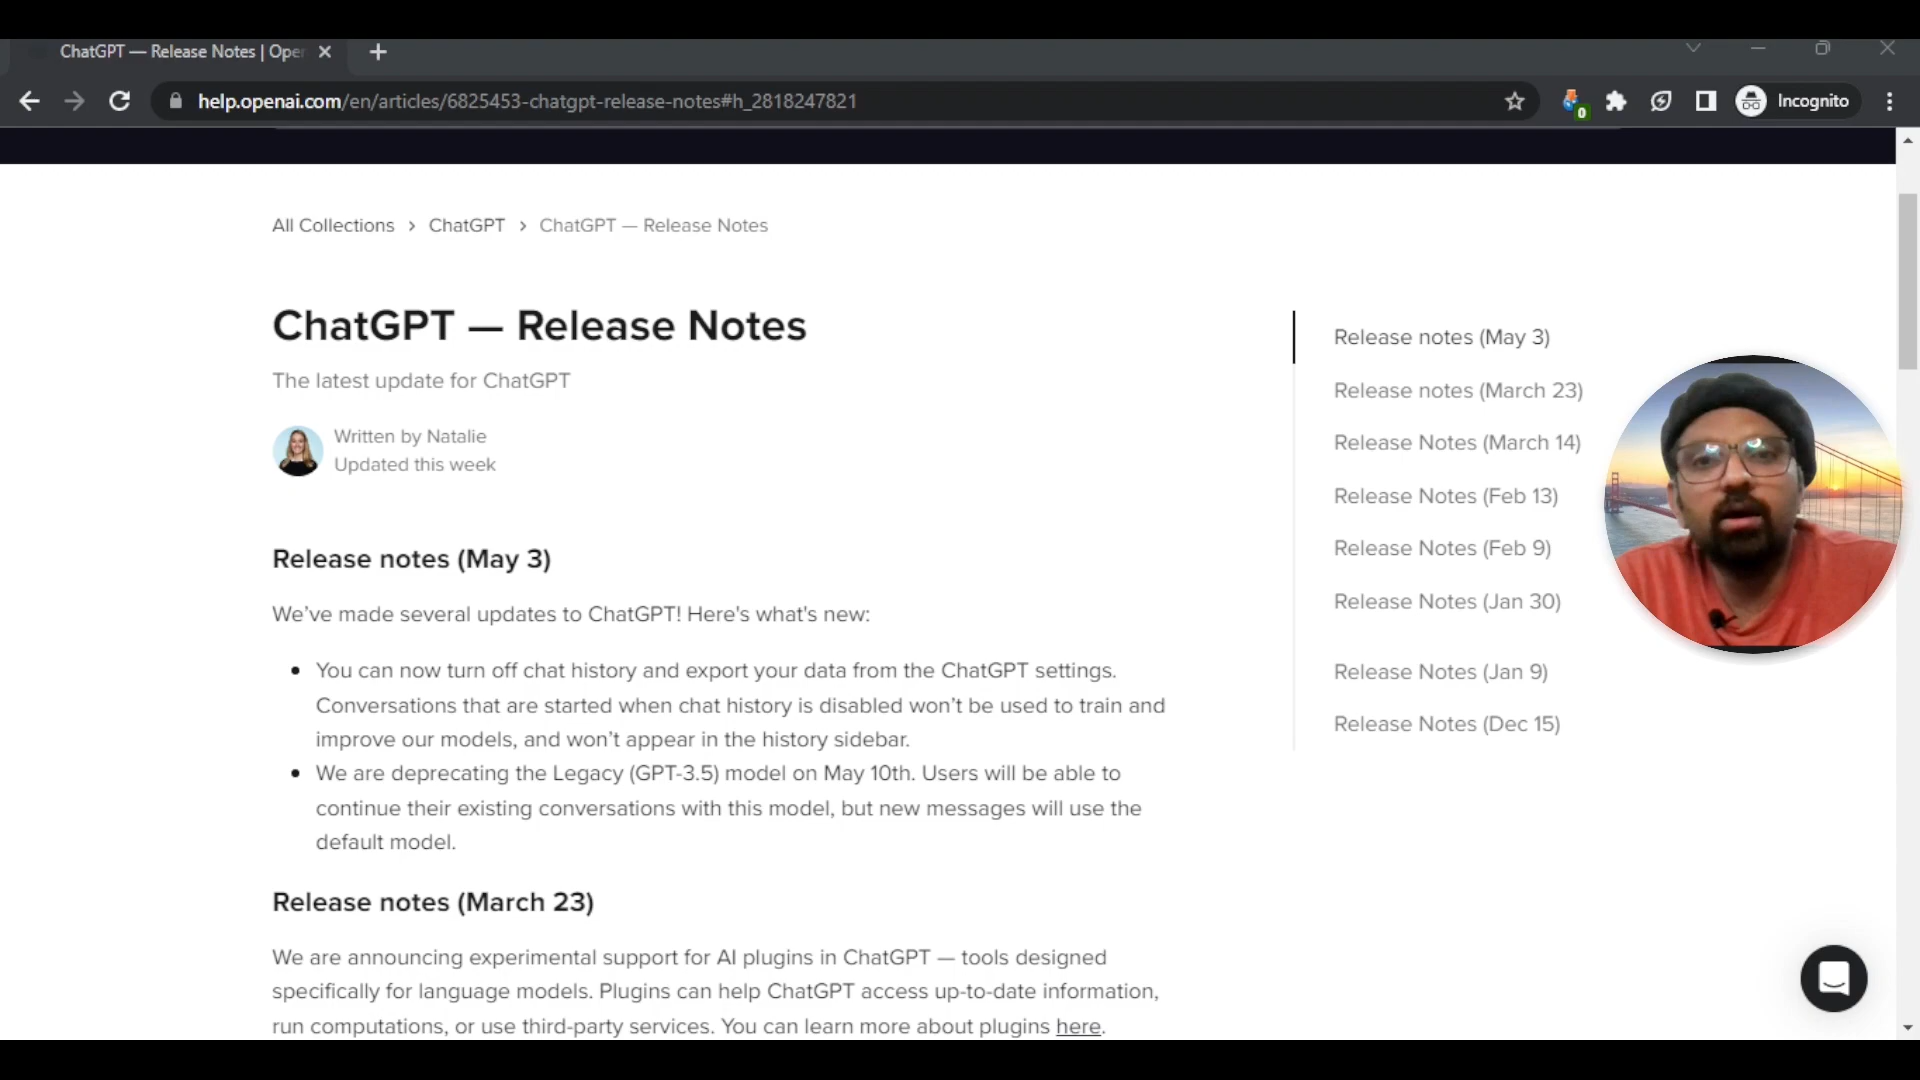 ChatGPT — Release Notes | Ope
help.openai.com/en/articles/6825453-chatgpt-release-notes#h_2818247821
0
Incognito
All Collections > ChatGPT > ChatGPT — Release Notes
ChatGPT — Release Notes
The latest update for ChatGPT
Written by Natalie
Updated this week
Release notes (May 3)
We've made several updates to ChatGPT! Here's what's new:
You can now turn off chat history and export your data from the ChatGPT settings.
Conversations that are started when chat history is disabled won’t be used to train and
improve our models, and won’t appear in the history sidebar.
We are deprecating the Legacy (GPT-3.5) model on May 10th. Users will be able to
continue their existing conversations with this model, but new messages will use the
default model.
Release notes (March 23)
We are announcing experimental support for AI plugins in ChatGPT — tools designed
specifically for language models. Plugins can help ChatGPT access up-to-date information,
run computations, or use third-party services. You can learn more about plugins here.
Release notes (May 3)
Release notes (March 23)
Release Notes (March 14)
Release Notes (Feb 13)
Release Notes (Feb 9)
Release Notes (Jan 30)
Release Notes (Jan 9)
Release Notes (Dec 15)